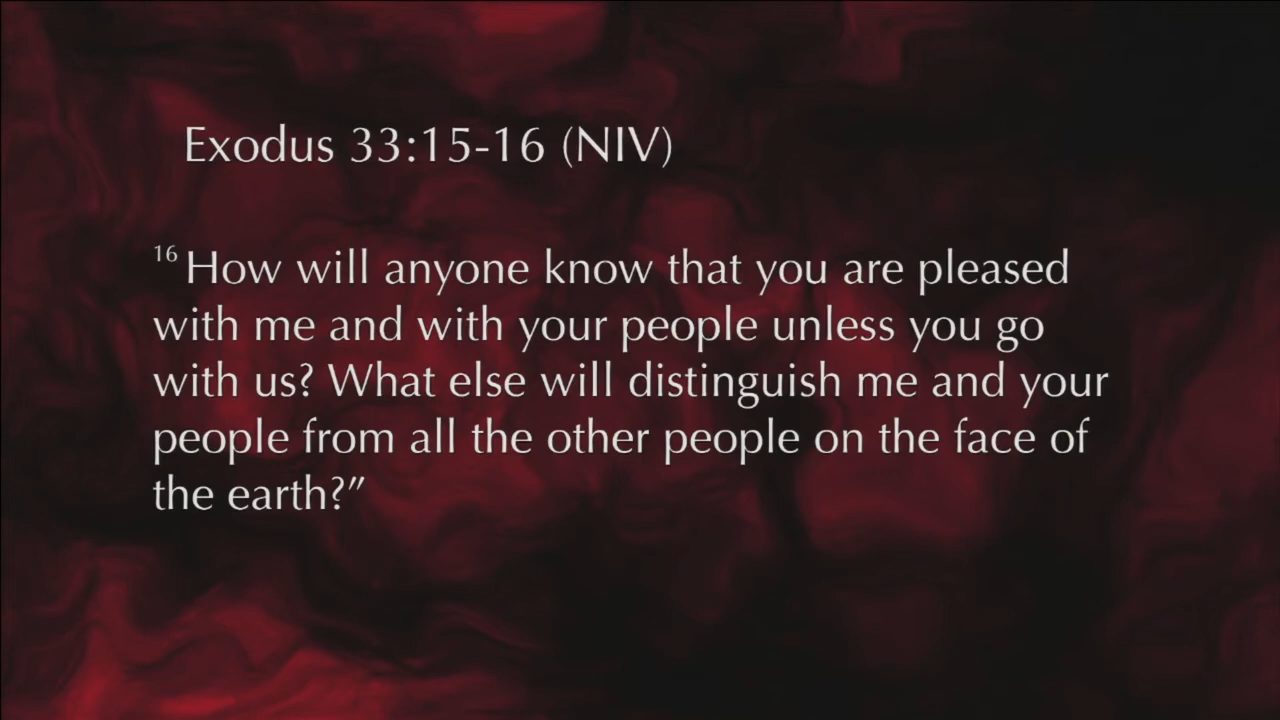 Exodus 33:15-16 (NIV)
16 How will anyone know that you are pleased
with me and with your people unless you go
with us? What else will distinguish me and your
people from all the other people on the face of
the earth?”